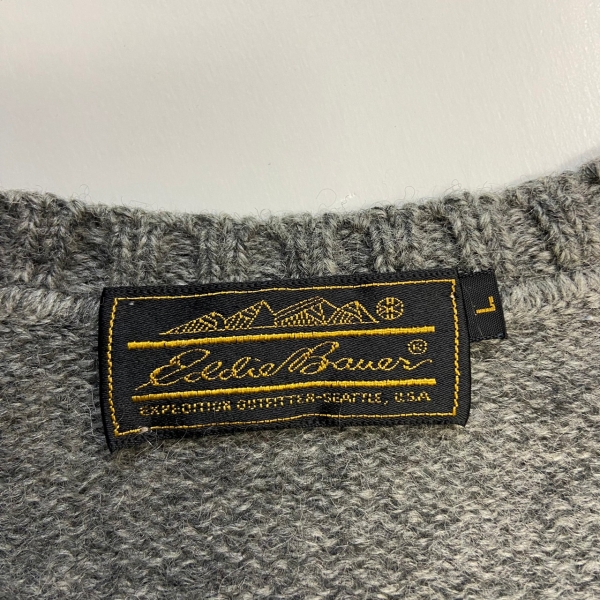 Eddie Bauer®
EXPEDITION OUTFITTER-SEATTLE, U.S.A
L